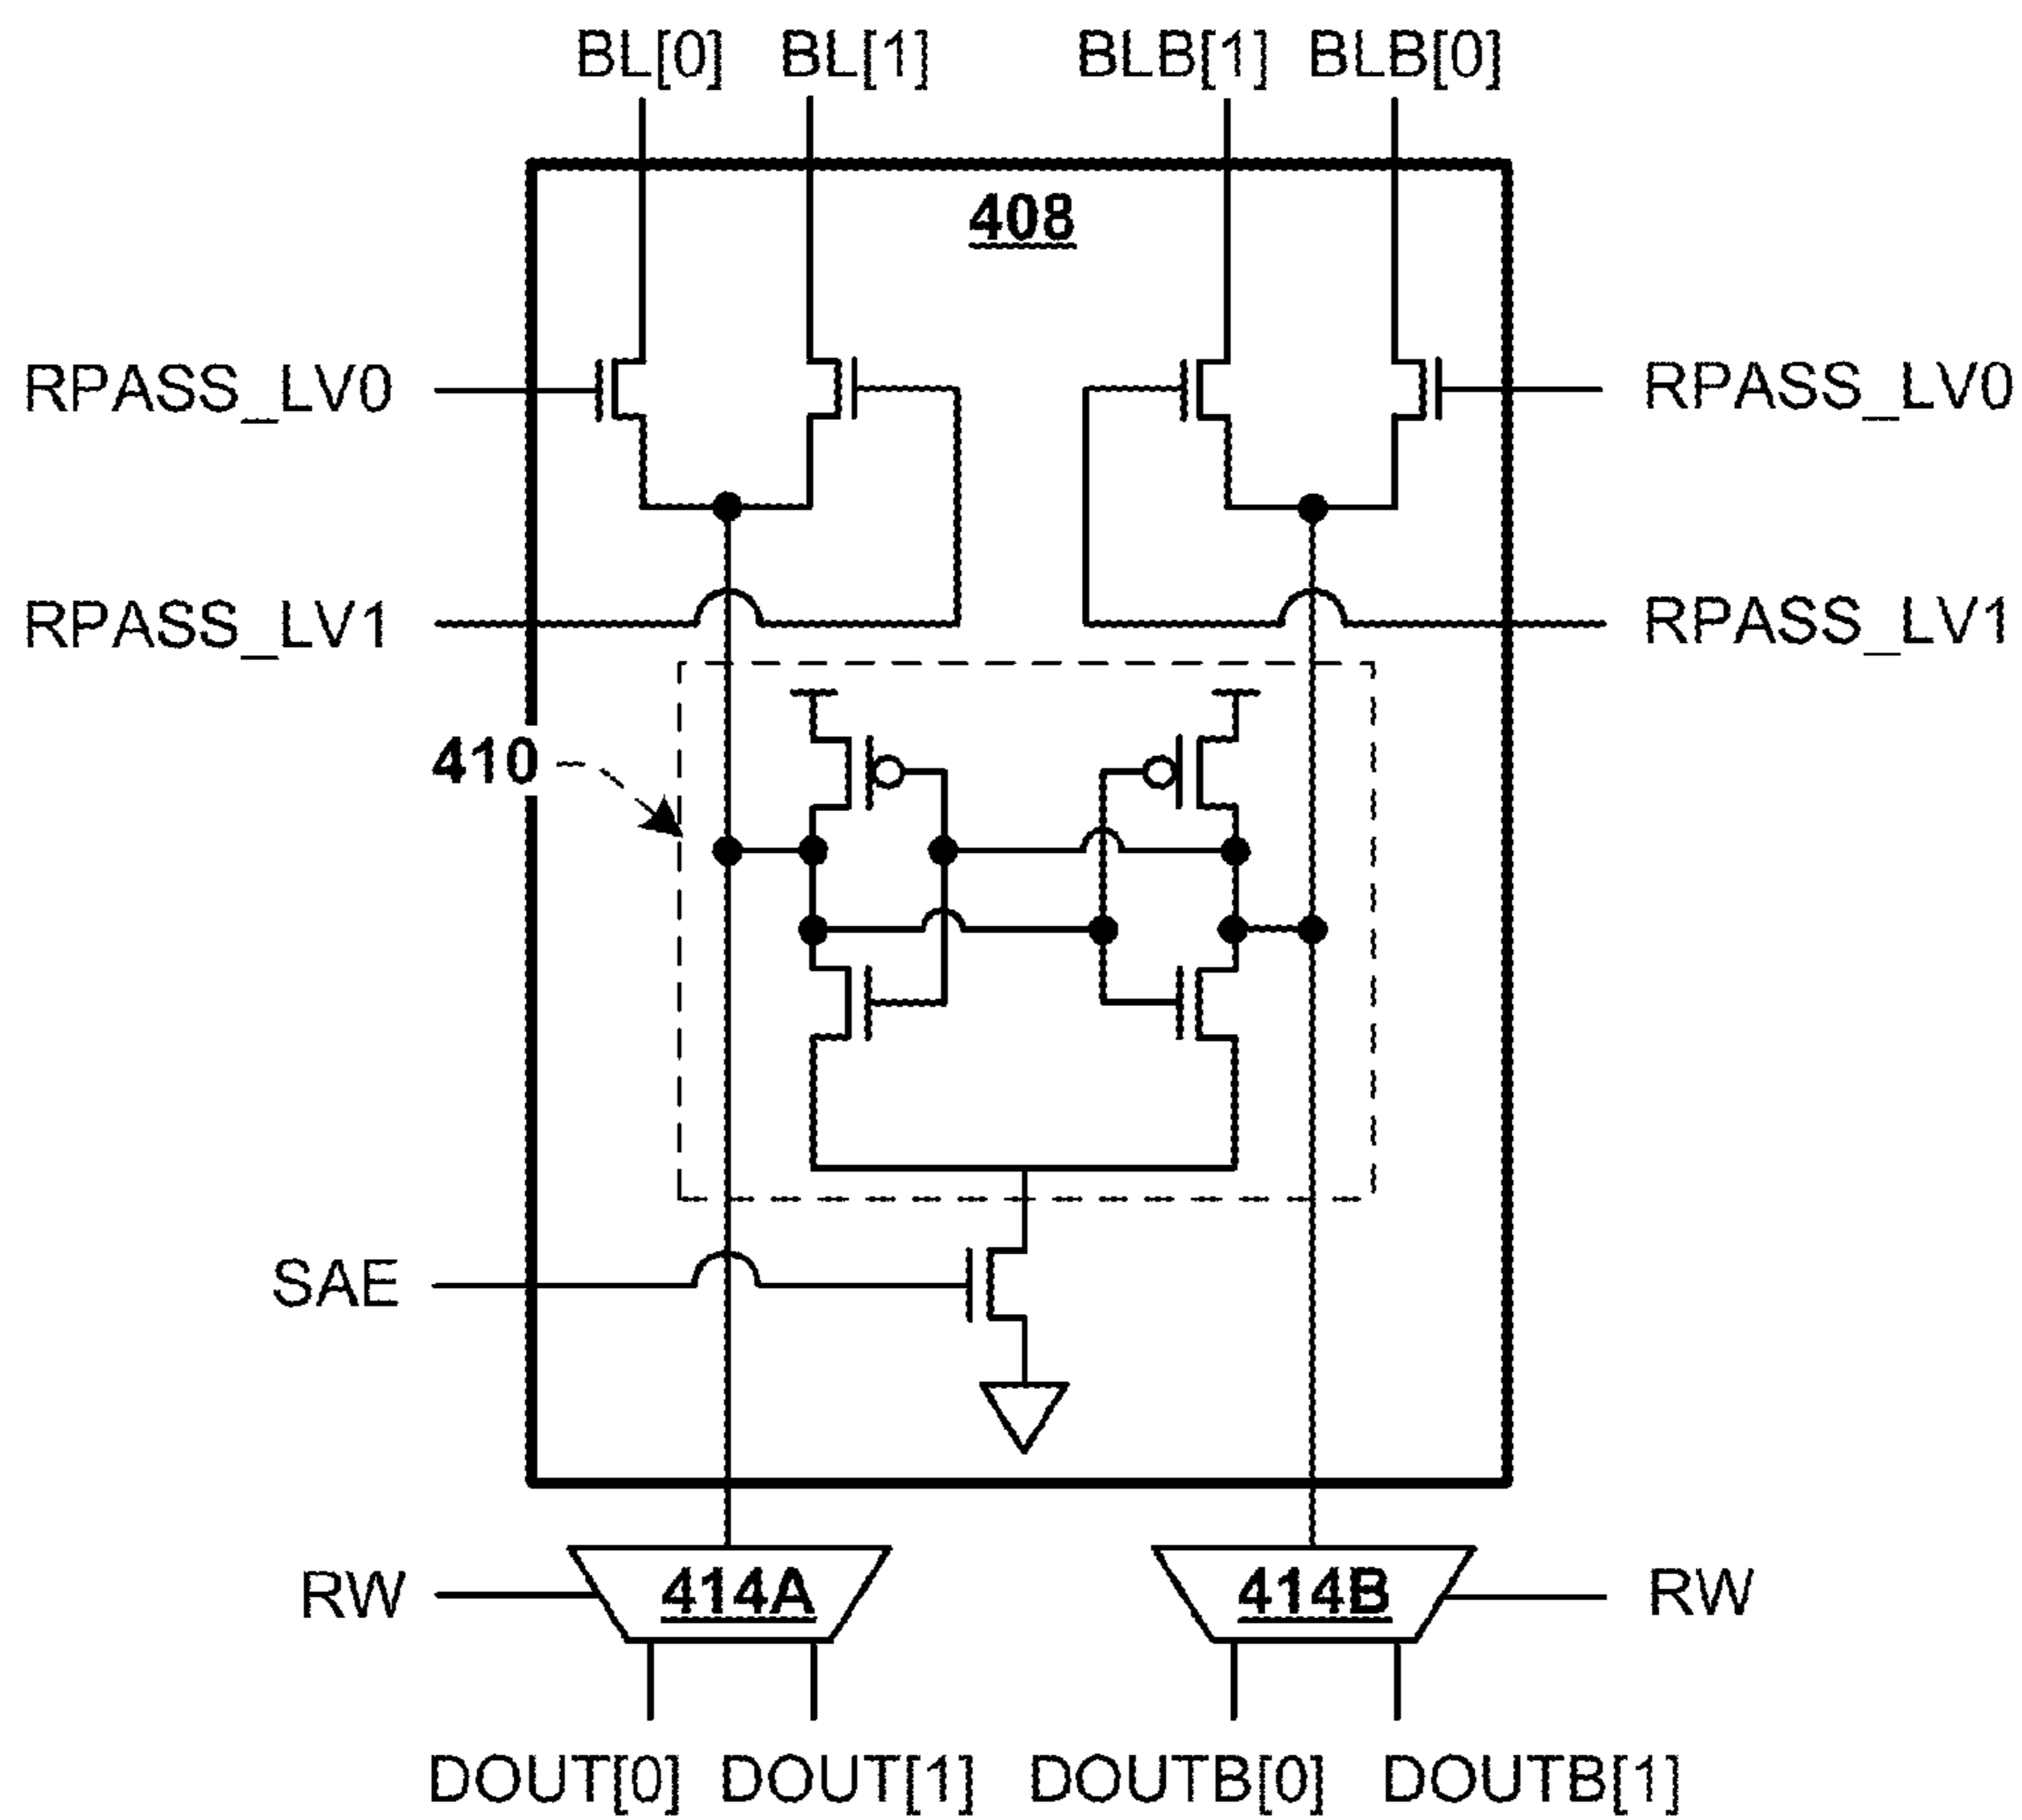 BL[0] BL[1] BLB[1] BLB[0]
408
RPASS_LV0 RPASS_LV0
RPASS_LV1 RPASS_LV1
410
SAE
RW 414A 414B RW
DOUT[0] DOUT[1] DOUTB[0] DOUTB[1]